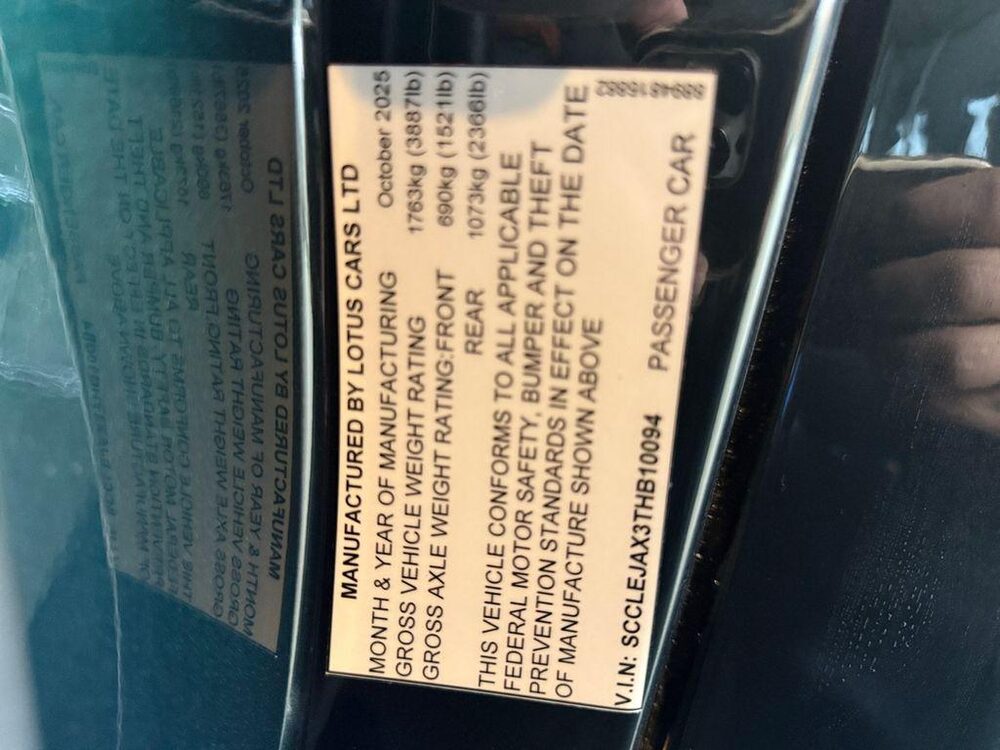 MANUFACTURED BY LOTUS CARS LTD
MONTH & YEAR OF MANUFACTURING October 2025
GROSS VEHICLE WEIGHT RATING 1763kg (3887lb)
GROSS AXLE WEIGHT RATING:FRONT 690kg (1521lb)
REAR 1073kg (2366lb)
THIS VEHICLE CONFORMS TO ALL APPLICABLE
FEDERAL MOTOR SAFETY, BUMPER AND THEFT
PREVENTION STANDARDS IN EFFECT ON THE DATE
OF MANUFACTURE SHOWN ABOVE
V.I.N: SCCLEJAX3THB10094 PASSENGER CAR